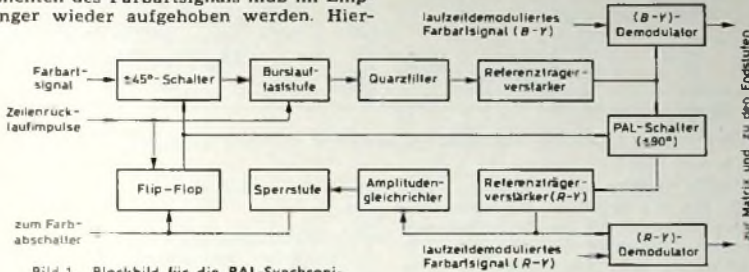 nenten des Farbartsignals muß im Emp-
nger wieder aufgehoben werden. Hier-
laufzeitdemoduliertes
Farbartsignal (B-Y)
(B-Y)-
Demodulator
Farbart-
signal
±45°-Schalter
Burstauf-
taststufe
Quarzfilter
Referenzträger-
verstärker
Zeilenrück-
laufimpulse
PAL-Schalter
(±90°)
Flip-Flop
Sperrstufe
Amplituden-
gleichrichter
Referenzträger-
verstärker (R-Y)
zum Farb-
abschalter
laufzeitdemoduliertes
Farbartsignal (R-Y)
(R-Y)-
Demodulator
zur Matrix und zu den Endstufen
Bild 1. Blockbild für die PAL-Synchroni-